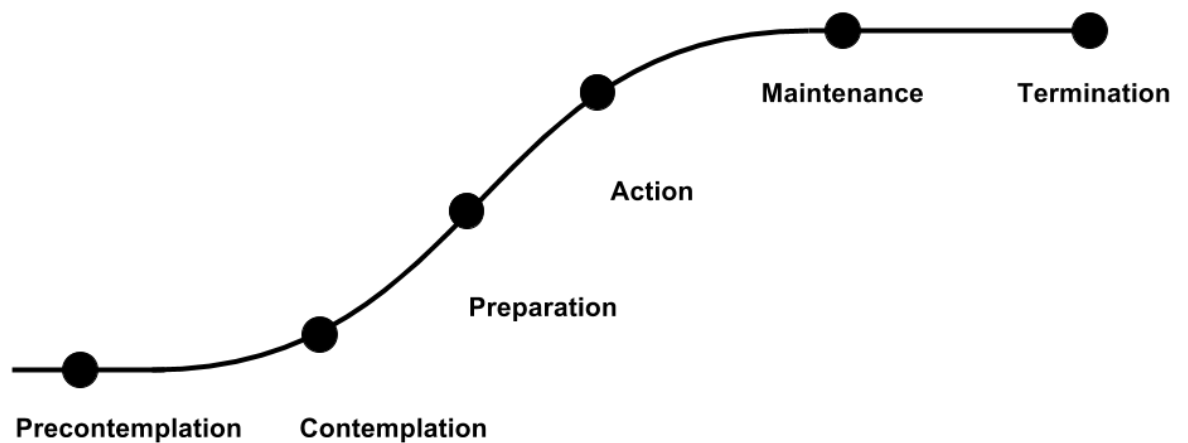 Precontemplation
Contemplation
Preparation
Action
Maintenance
Termination